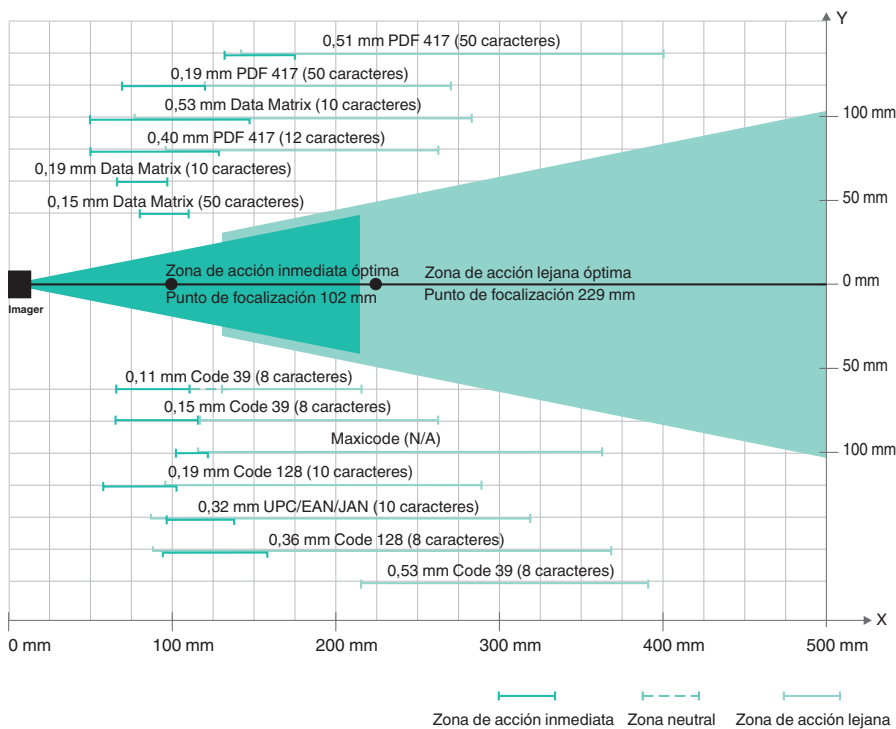 Y
0,51 mm PDF 417 (50 caracteres)
0,19 mm PDF 417 (50 caracteres)
0,53 mm Data Matrix (10 caracteres)
100 mm
0,40 mm PDF 417 (12 caracteres)
0,19 mm Data Matrix (10 caracteres)
0,15 mm Data Matrix (50 caracteres)
50 mm
Zona de acción inmediata óptima
Zona de acción lejana óptima
0 mm
Punto de focalización 102 mm
Punto de focalización 229 mm
Imager
50 mm
0,11 mm Code 39 (8 caracteres)
0,15 mm Code 39 (8 caracteres)
Maxicode (N/A)
100 mm
0,19 mm Code 128 (10 caracteres)
0,32 mm UPC/EAN/JAN (10 caracteres)
0,36 mm Code 128 (8 caracteres)
0,53 mm Code 39 (8 caracteres)
X
0 mm
100 mm
200 mm
300 mm
400 mm
500 mm
Zona de acción inmediata
Zona neutral
Zona de acción lejana